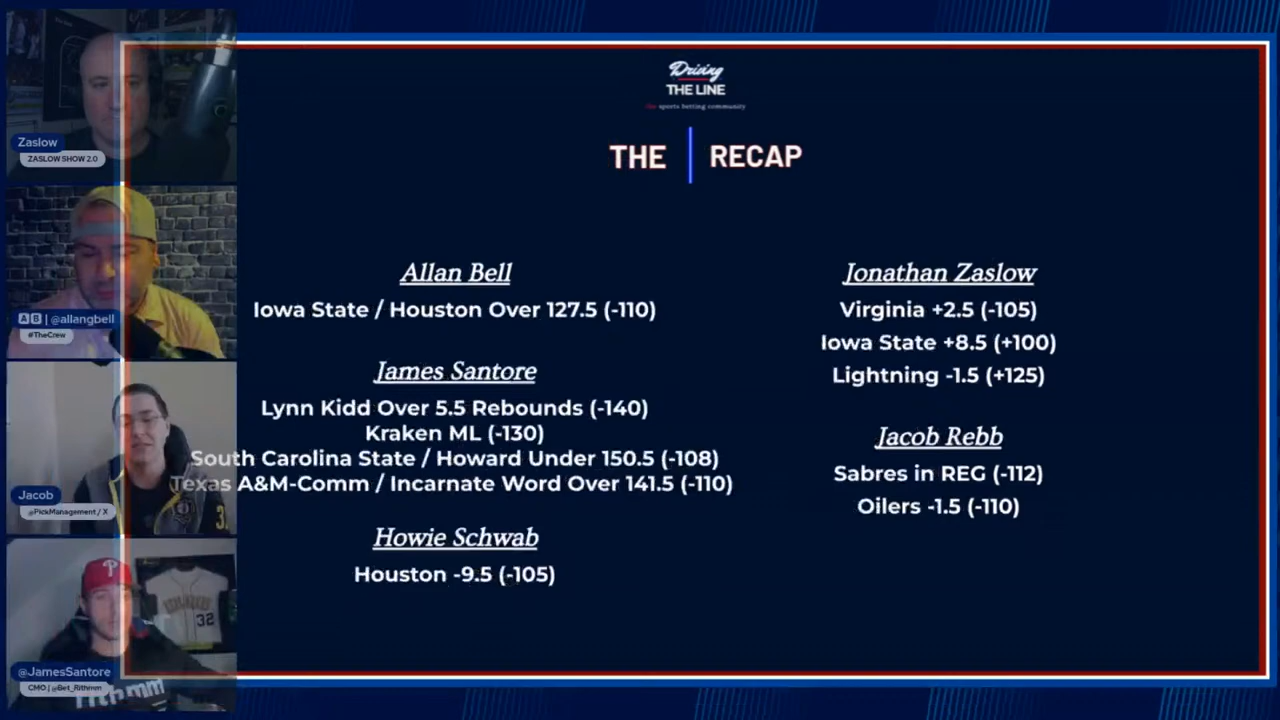 Driving
THE LINE
the sports betting community
THE RECAP
Allan Bell
Iowa State / Houston Over 127.5 (-110)
James Santore
Lynn Kidd Over 5.5 Rebounds (-140)
Kraken ML (-130)
South Carolina State / Howard Under 150.5 (-108)
Texas A&M-Comm / Incarnate Word Over 141.5 (-110)
Howie Schwab
Houston -9.5 (-105)
Jonathan Zaslow
Virginia +2.5 (-105)
Iowa State +8.5 (+100)
Lightning -1.5 (+125)
Jacob Rebb
Sabres in REG (-112)
Oilers -1.5 (-110)
Zaslow
ZASLOW SHOW 2.0
AB | @allangbell
#TheCrew
Jacob
@PickManagement / X
3
P
32
@JamesSantore
CMO | @Bet_Rithmm